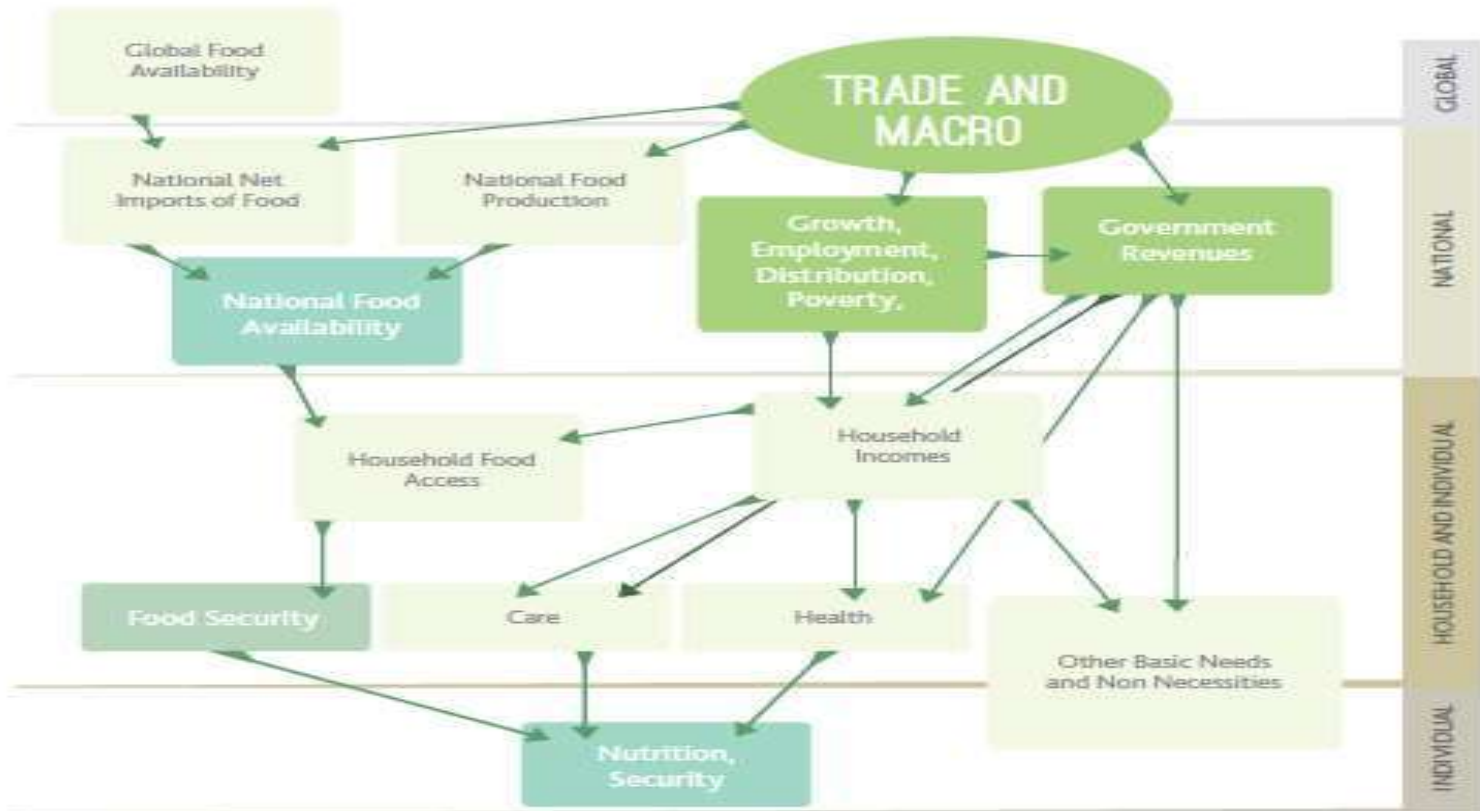 Global Food
Availability
TRADE AND
MACRO
GLOBAL
National Net
Imports of Food
National Food
Production
Growth,
Employment,
Distribution,
Poverty,
Government
Revenues
NATIONAL
National Food
Availability
Household Food
Access
Household
Incomes
HOUSEHOLD AND INDIVIDUAL
Food Security
Care
Health
Other Basic Needs
and Non Necessities
Nutrition,
Security
INDIVIDUAL